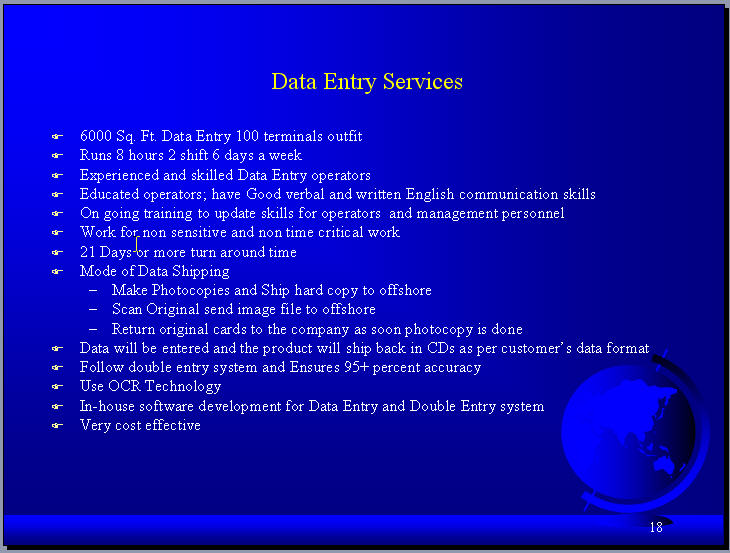 Data Entry Services
6000 Sq. Ft. Data Entry 100 terminals outfit
Runs 8 hours 2 shift 6 days a week
Experienced and skilled Data Entry operators
Educated operators; have Good verbal and written English communication skills
On going training to update skills for operators and management personnel
Work for non sensitive and non time critical work
21 Days or more turn around time
Mode of Data Shipping
– Make Photocopies and Ship hard copy to offshore
– Scan Original send image file to offshore
– Return original cards to the company as soon photocopy is done
Data will be entered and the product will ship back in CDs as per customer's data format
Follow double entry system and Ensures 95+ percent accuracy
Use OCR Technology
In-house software development for Data Entry and Double Entry system
Very cost effective
18